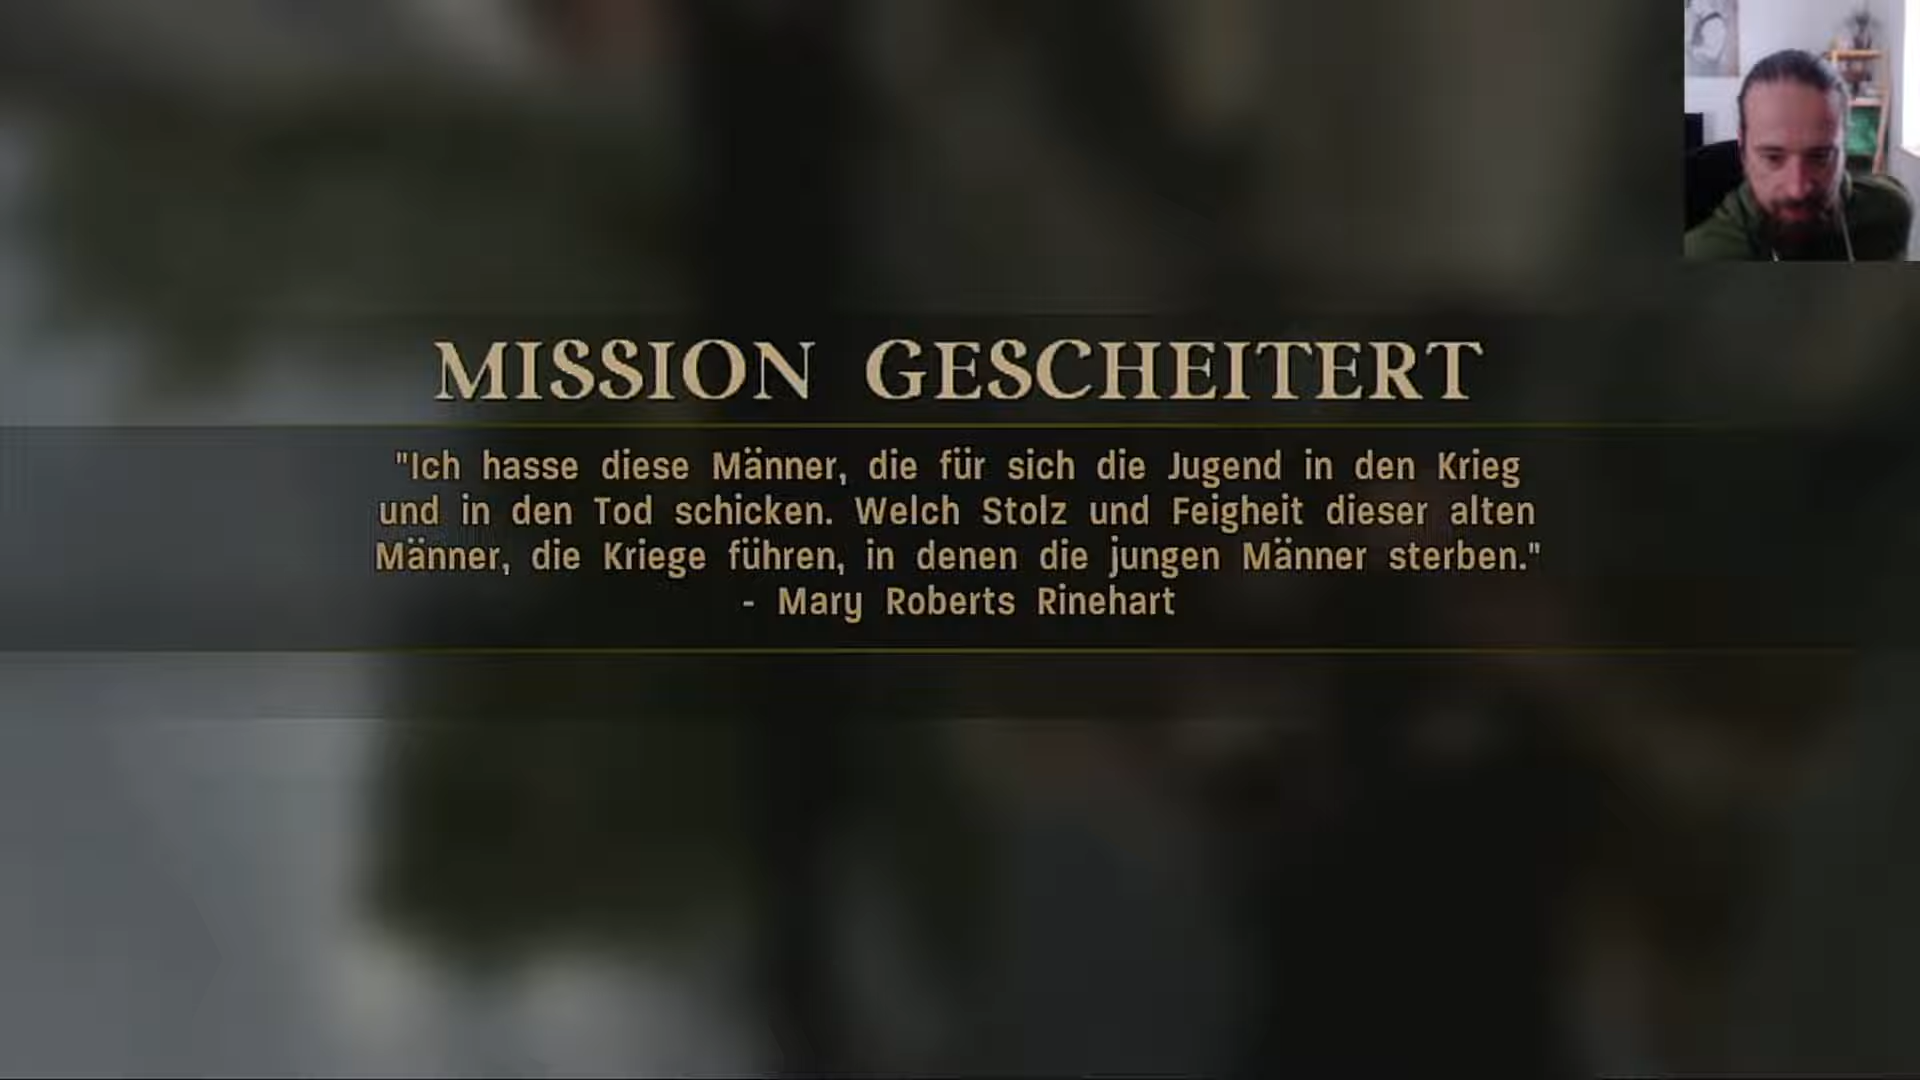 MISSION GESCHEITERT
"Ich hasse diese Männer, die für sich die Jugend in den Krieg
und in den Tod schicken. Welch Stolz und Feigheit dieser alten
Männer, die Kriege führen, in denen die jungen Männer sterben."
- Mary Roberts Rinehart